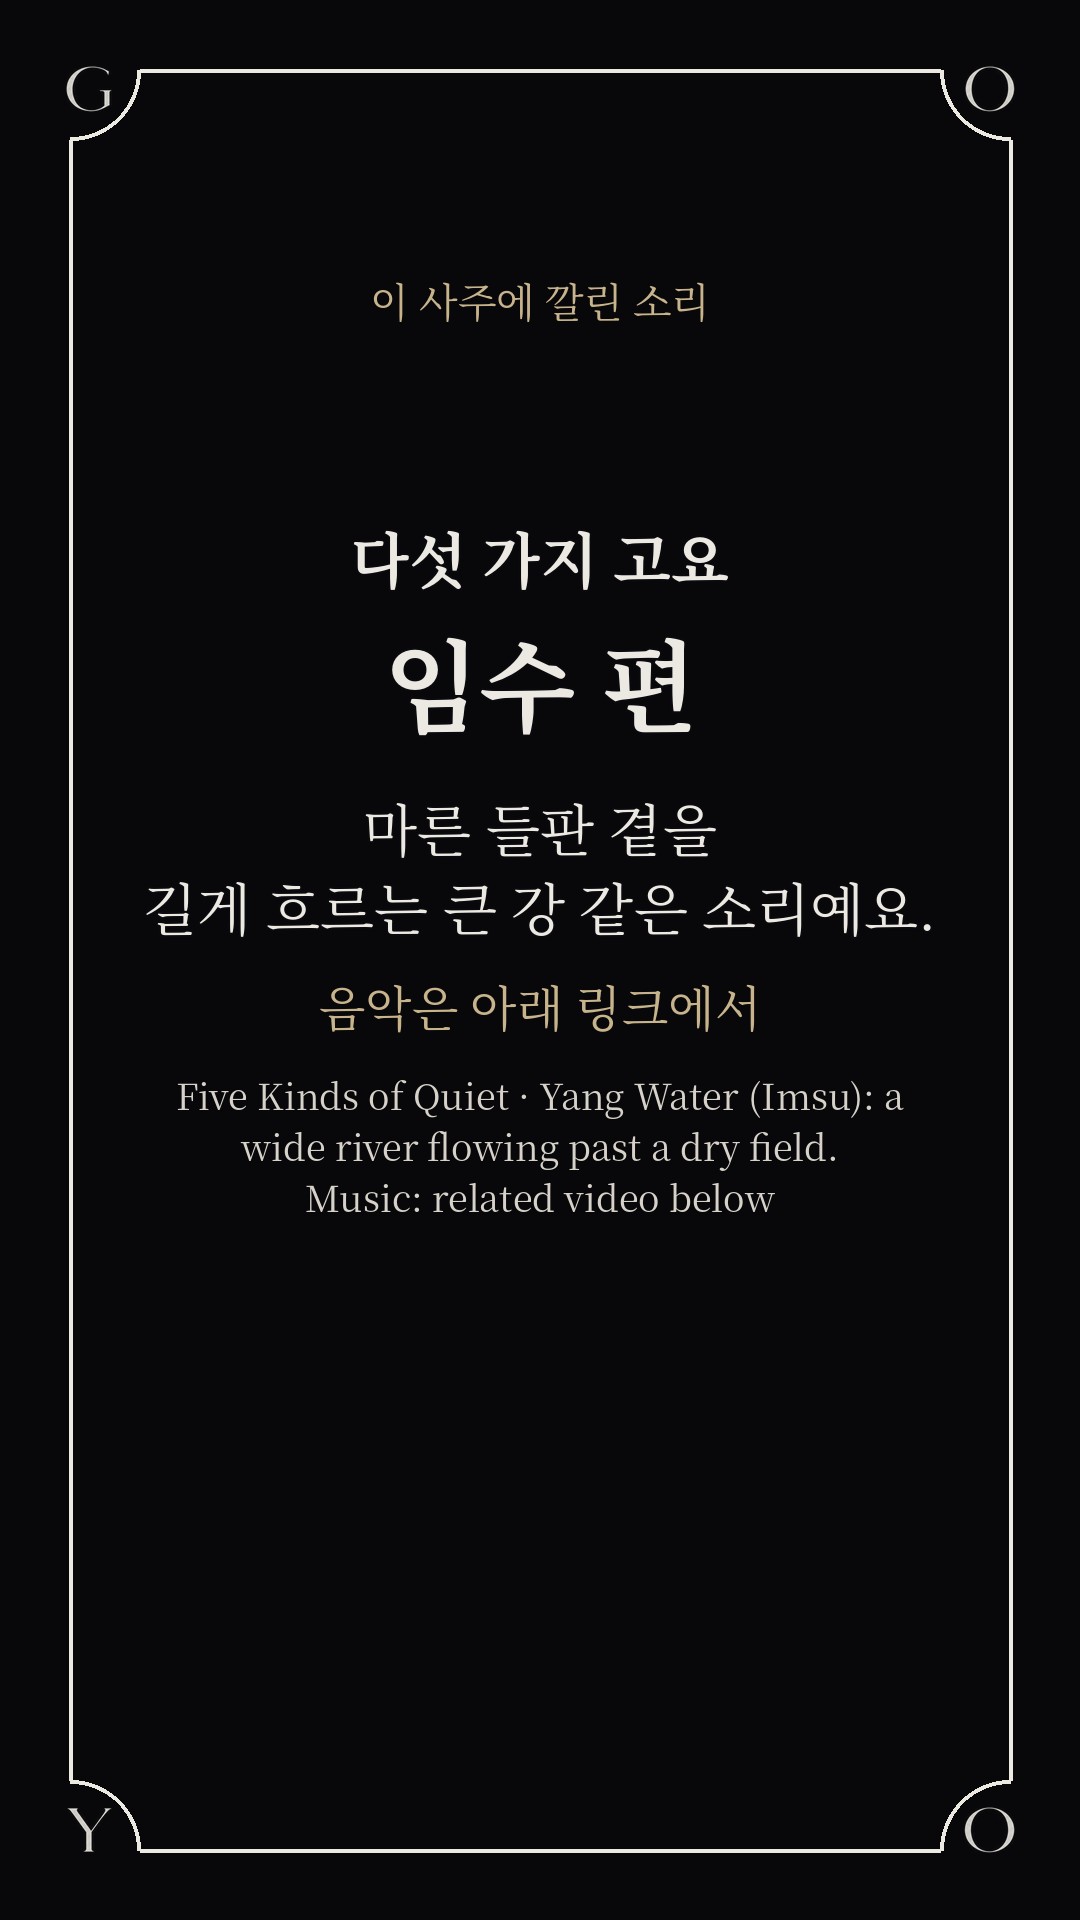 G O
이 사주에 깔린 소리
다섯 가지 고요
임수 편
마른 들판 곁을
길게 흐르는 큰 강 같은 소리예요.
음악은 아래 링크에서
Five Kinds of Quiet · Yang Water (Imsu): a
wide river flowing past a dry field.
Music: related video below
Y O